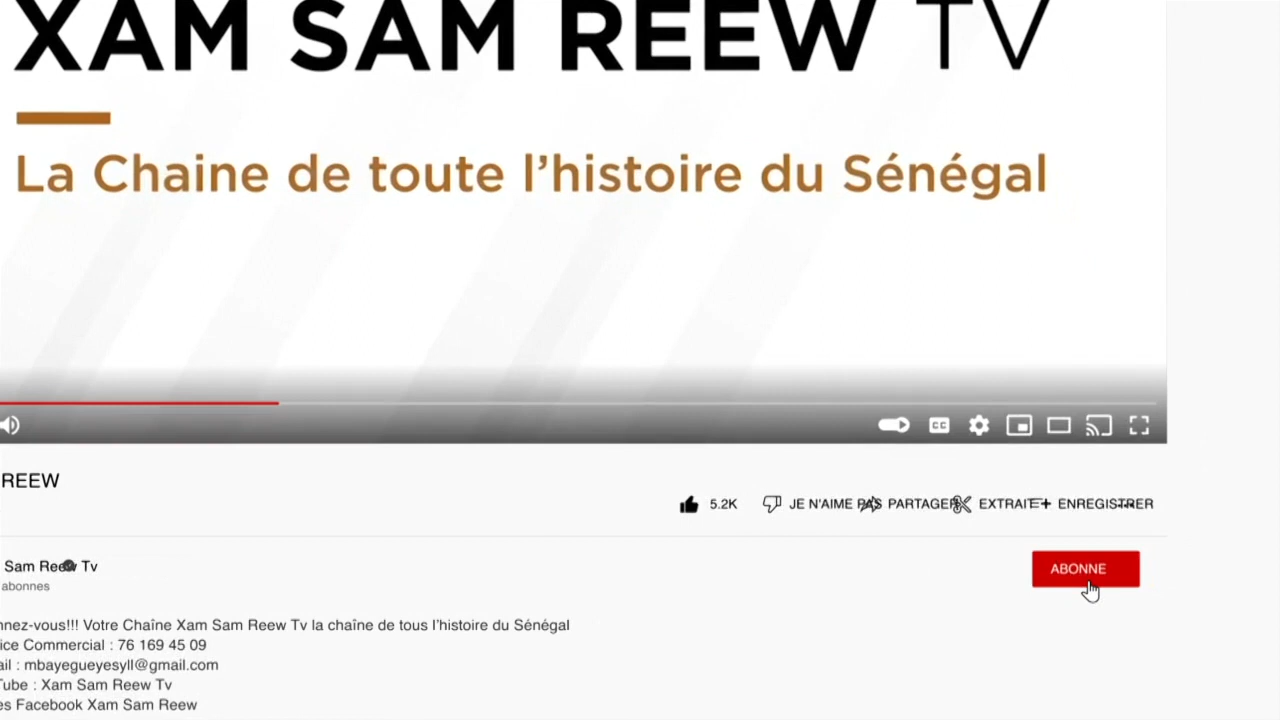 XAM SAM REEW TV
La Chaine de toute l'histoire du Sénégal
CC
REEW
5.2K JE N'AIME PAS PARTAGER EXTRAIT ENREGISTRER
Sam Reew Tv
abonnes
ABONNE
nnez-vous!!! Votre Chaîne Xam Sam Reew Tv la chaîne de tous l'histoire du Sénégal
ice Commercial : 76 169 45 09
ail : mbayegueyesyll@gmail.com
Tube : Xam Sam Reew Tv
es Facebook Xam Sam Reew